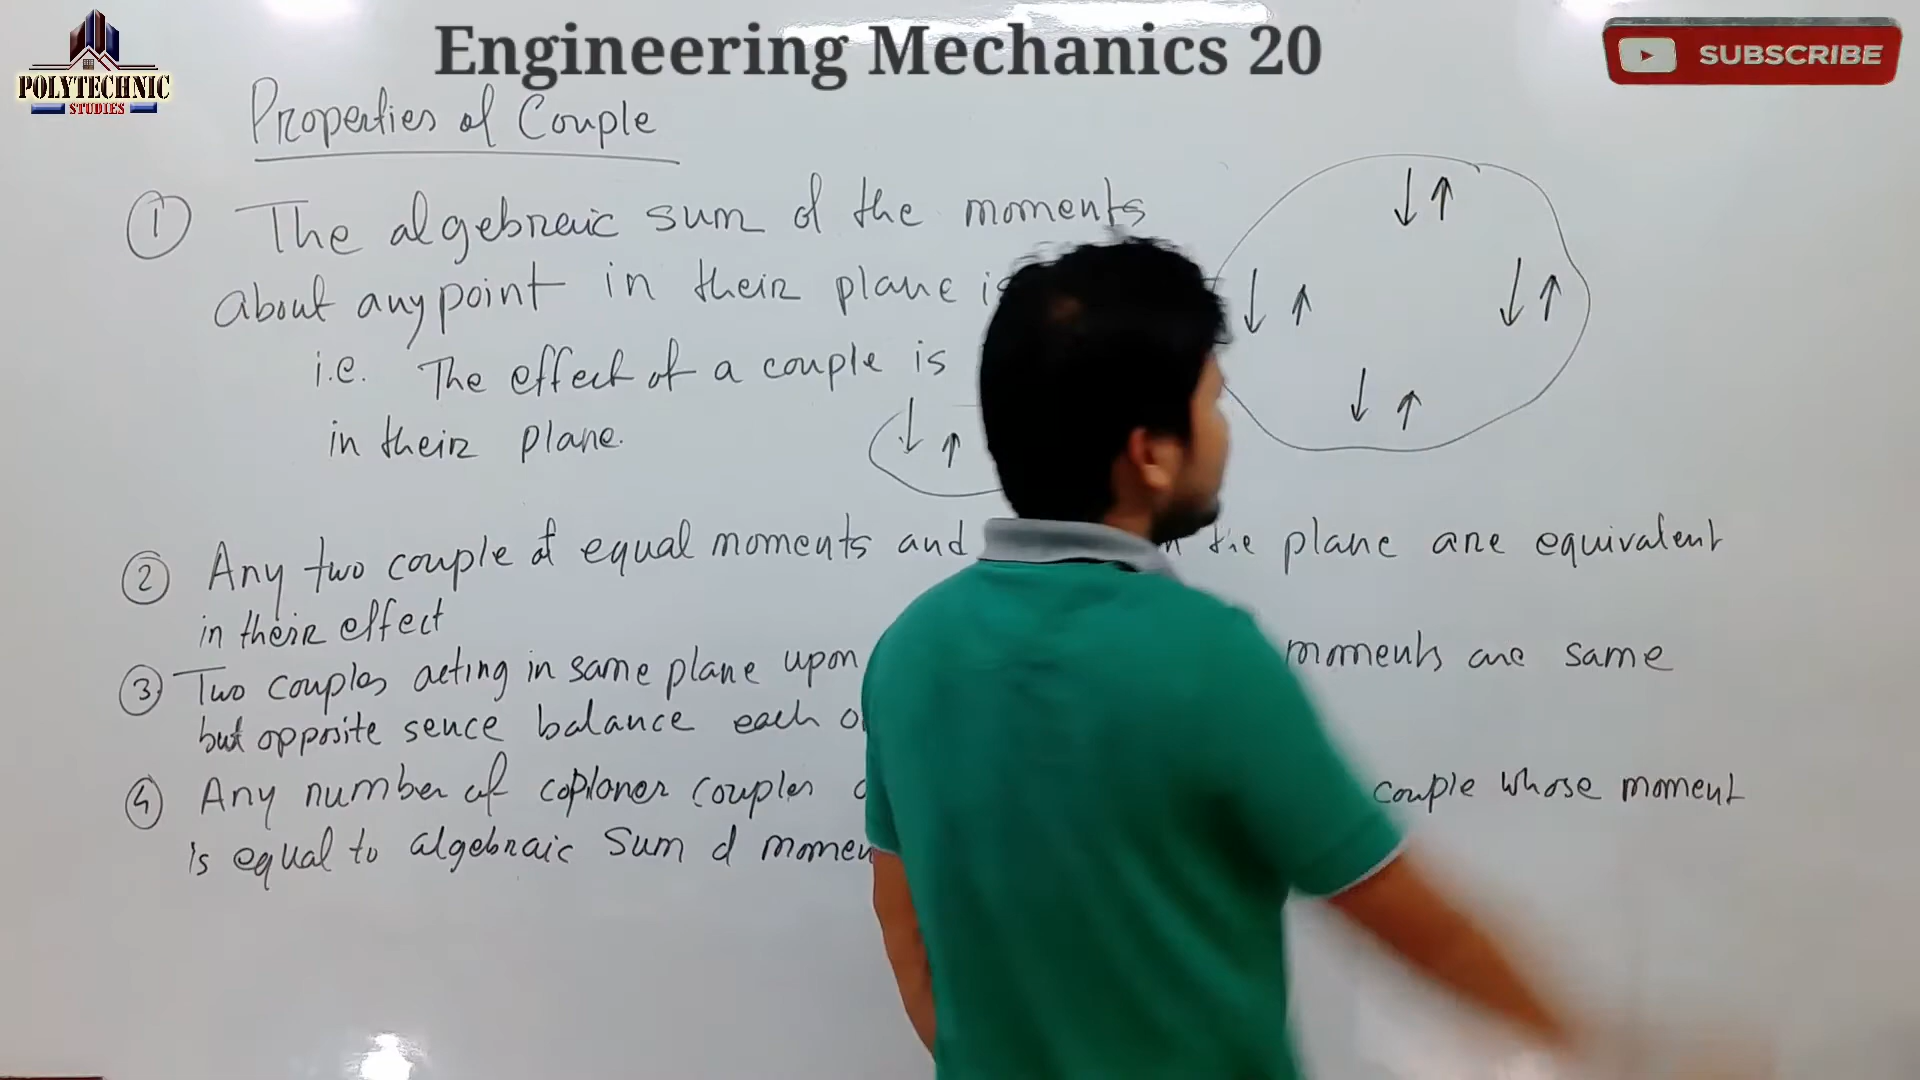 Engineering Mechanics 20
POLYTECHNIC
STUDIES
SUBSCRIBE
Properties of Couple
① The algebraic sum of the moments
about any point in their plane is
i.e. The effect of a couple is
in their plane.
② Any two couple of equal moments and the plane are equivalent
in their effect
③ Two couples acting in same plane upon moments are same
but opposite sence balance each
④ Any number of coplaner couples couple whose moment
is equal to algebraic sum of